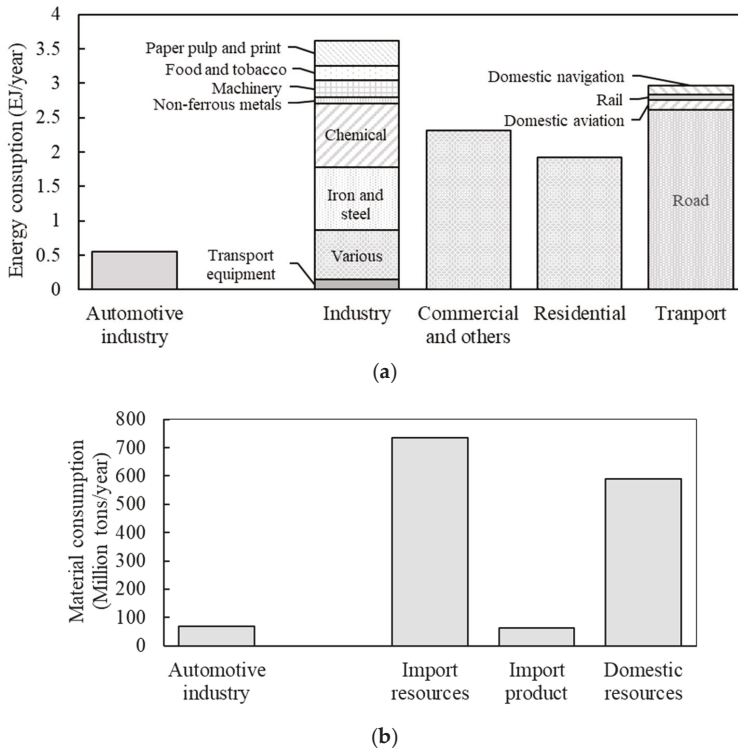 Energy consuption (EJ/year)
4
3.5
3
2.5
2
1.5
1
0.5
0
Paper pulp and print
Food and tobacco
Machinery
Non-ferrous metals
Chemical
Iron and
steel
Various
Transport
equipment
Domestic navigation
Rail
Domestic aviation
Road
Automotive
industry
Industry
Commercial
and others
Residential
Tranport
(a)
Material consumption
(Million tons/year)
800
700
600
500
400
300
200
100
0
Automotive
industry
Import
resources
Import
product
Domestic
resources
(b)